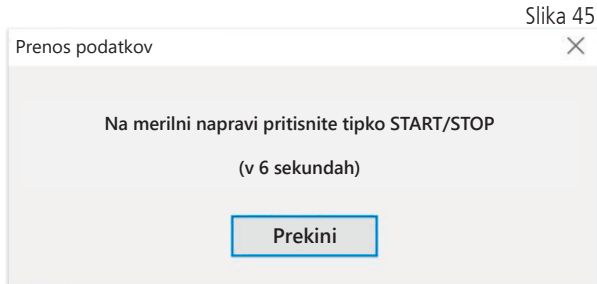 Slika 45
Prenos podatkov
Na merilni napravi pritisnite tipko START/STOP
(v 6 sekundah)
Prekini